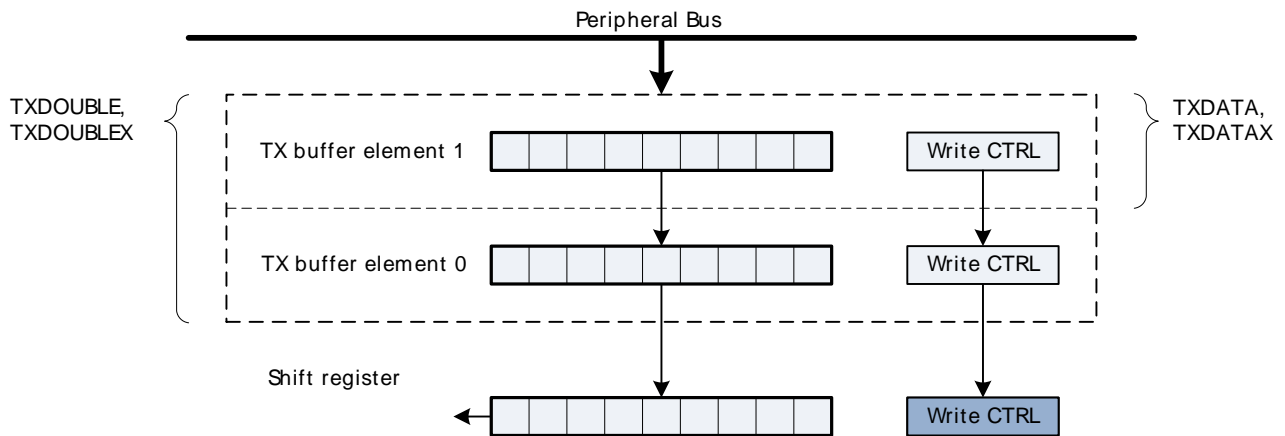 Peripheral Bus
TXDOUBLE,
TXDOUBLEX
TXDATA,
TXDATAX
TX buffer element 1
Write CTRL
TX buffer element 0
Write CTRL
Shift register
Write CTRL